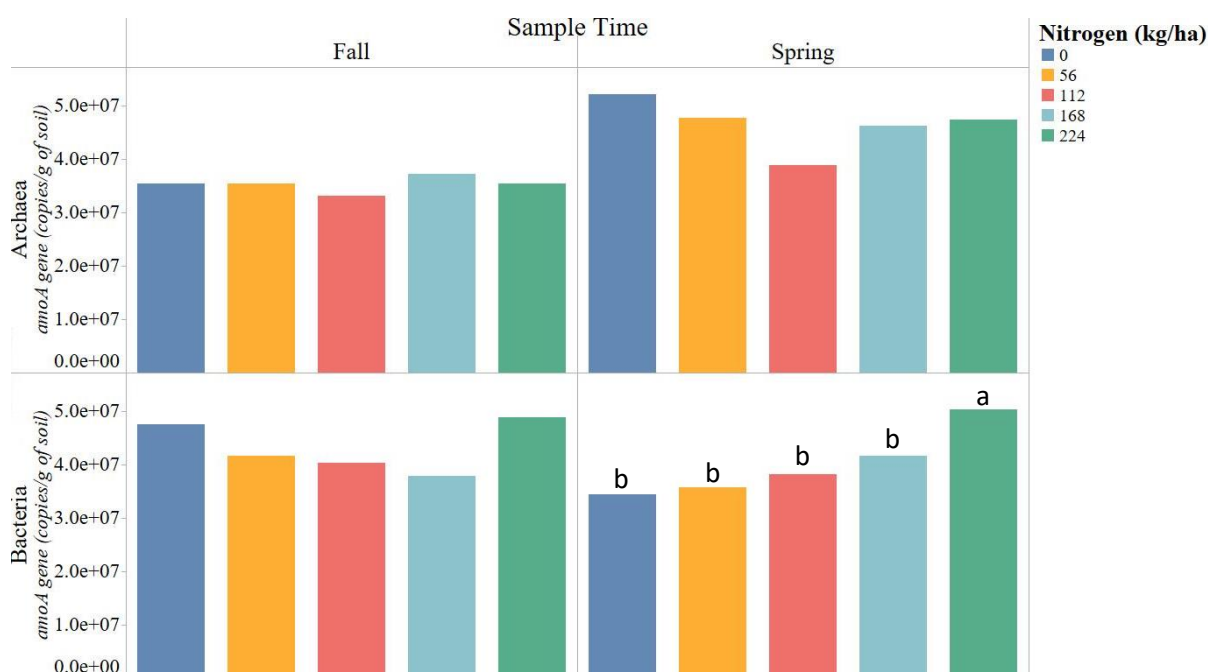 Sample Time
Fall
Spring
Nitrogen (kg/ha)
0
56
112
168
224
Archaea
amoA gene (copies/g of soil)
5.0e+07
4.0e+07
3.0e+07
2.0e+07
1.0e+07
0.0e+00
Bacteria
amoA gene (copies/g of soil)
5.0e+07
4.0e+07
3.0e+07
2.0e+07
1.0e+07
0.0e+00
b
b
b
b
a